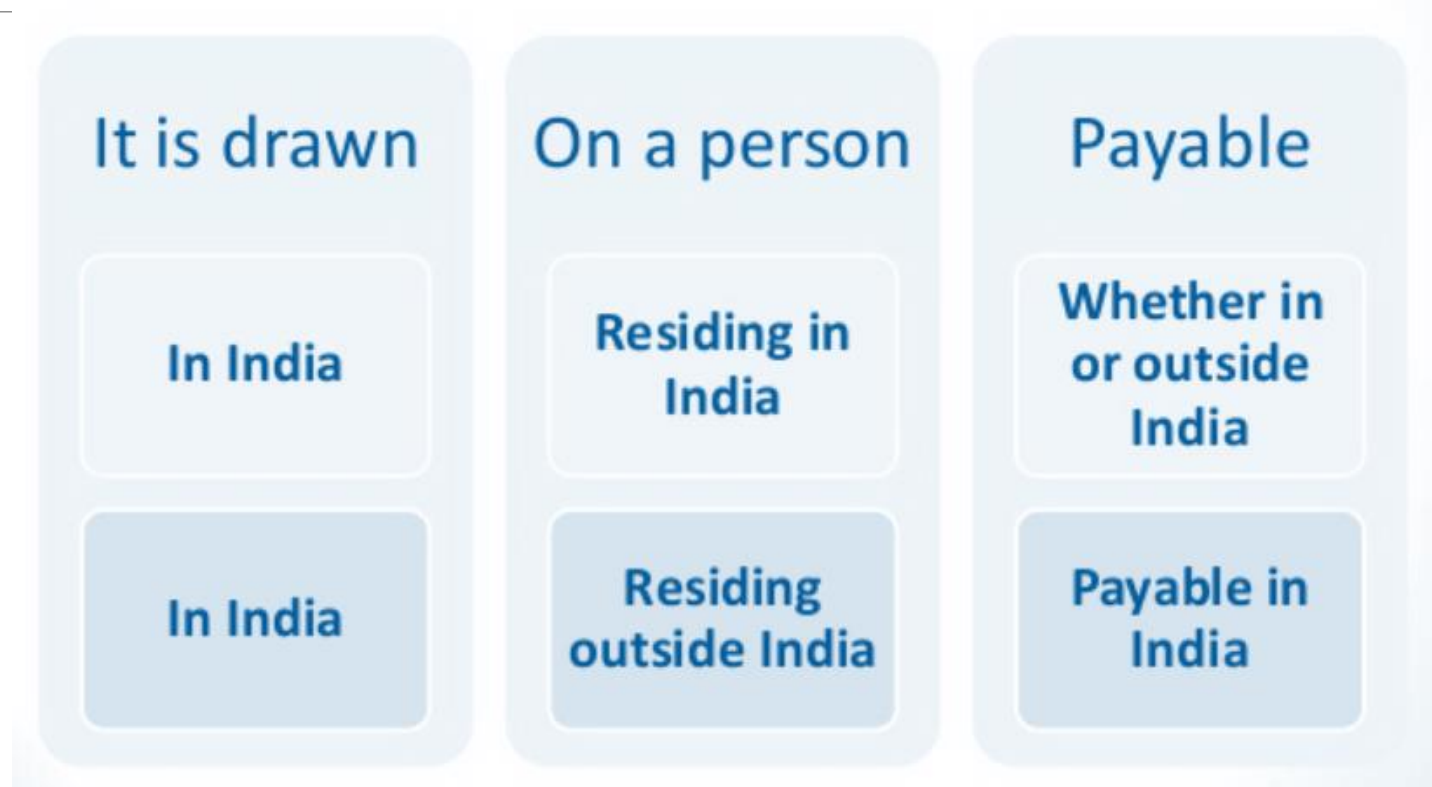 It is drawn
In India
In India
On a person
Residing in
India
Residing
outside India
Payable
Whether in
or outside
India
Payable in
India